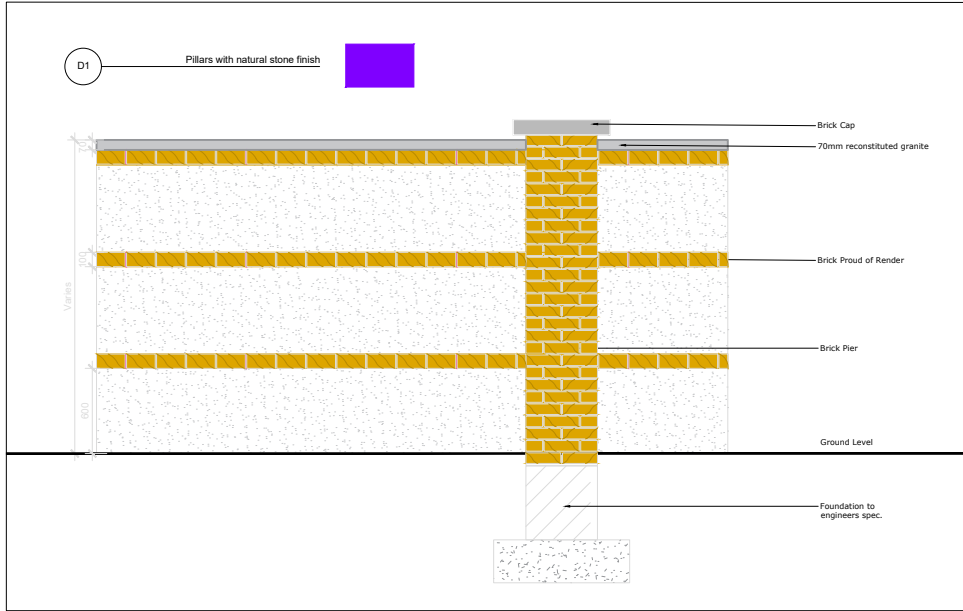 D1
Pillars with natural stone finish
Brick Cap
70
70mm reconstituted granite
100
Brick Proud of Render
Varies
Brick Pier
600
Ground Level
Foundation to
engineers spec.